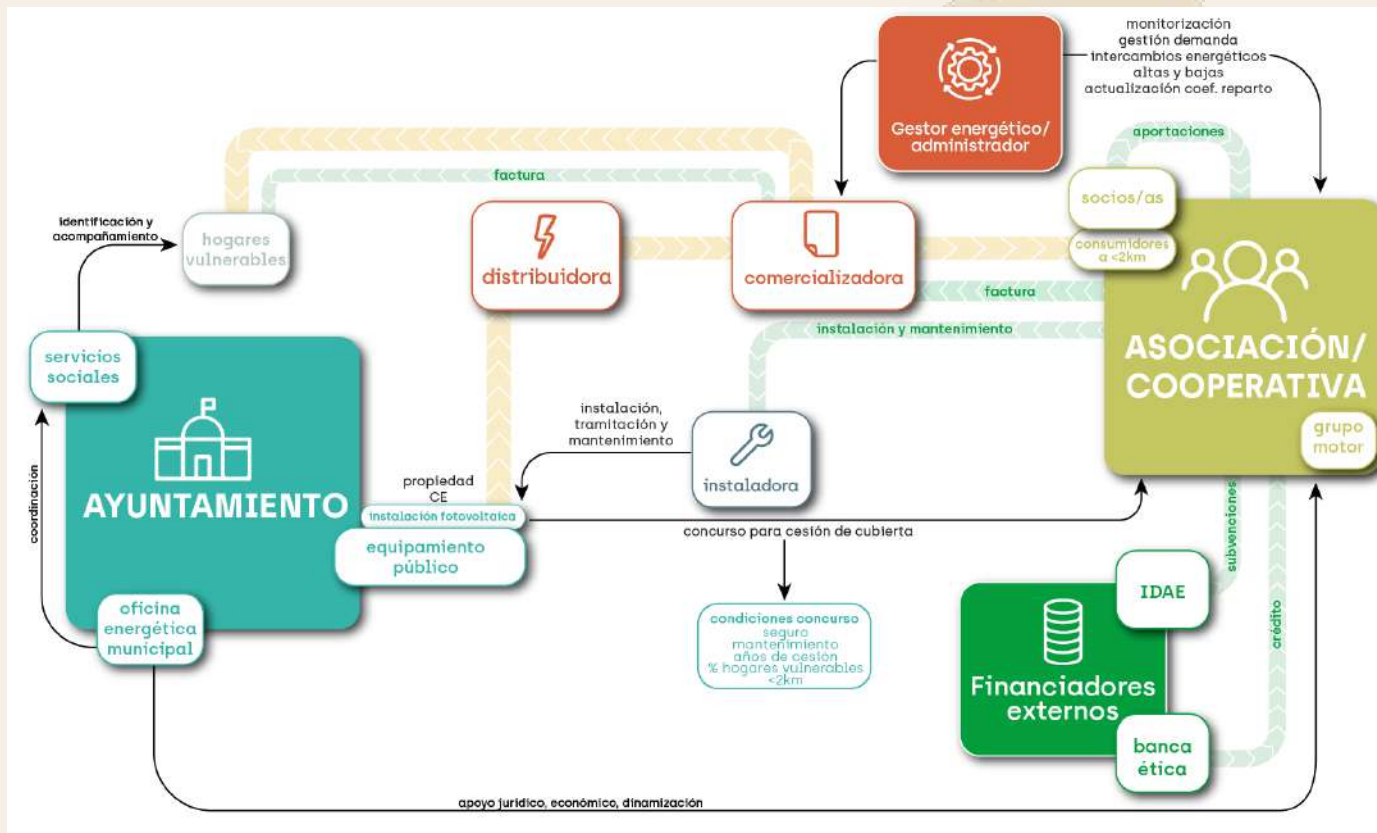 monitorización
gestión demanda
intercambios energéticos
altas y bajas
actualización coef. reparto
Gestor energético/
administrador
aportaciones
factura
socios/as
identificación y
acompañamiento
hogares
vulnerables
consumidores
a <2km
distribuidora
comercializadora
factura
instalación y mantenimiento
ASOCIACIÓN/
COOPERATIVA
servicios
sociales
instalación,
tramitación y
mantenimiento
grupo
motor
AYUNTAMIENTO
instaladora
propiedad
CE
instalación fotovoltaica
equipamiento
público
coordinación
concurso para cesión de cubierta
subvenciones
crédito
IDAE
oficina
energética
municipal
condiciones concurso
seguro
mantenimiento
años de cesión
% hogares vulnerables
<2km
Financiadores
externos
banca
ética
apoyo jurídico, económico, dinamización